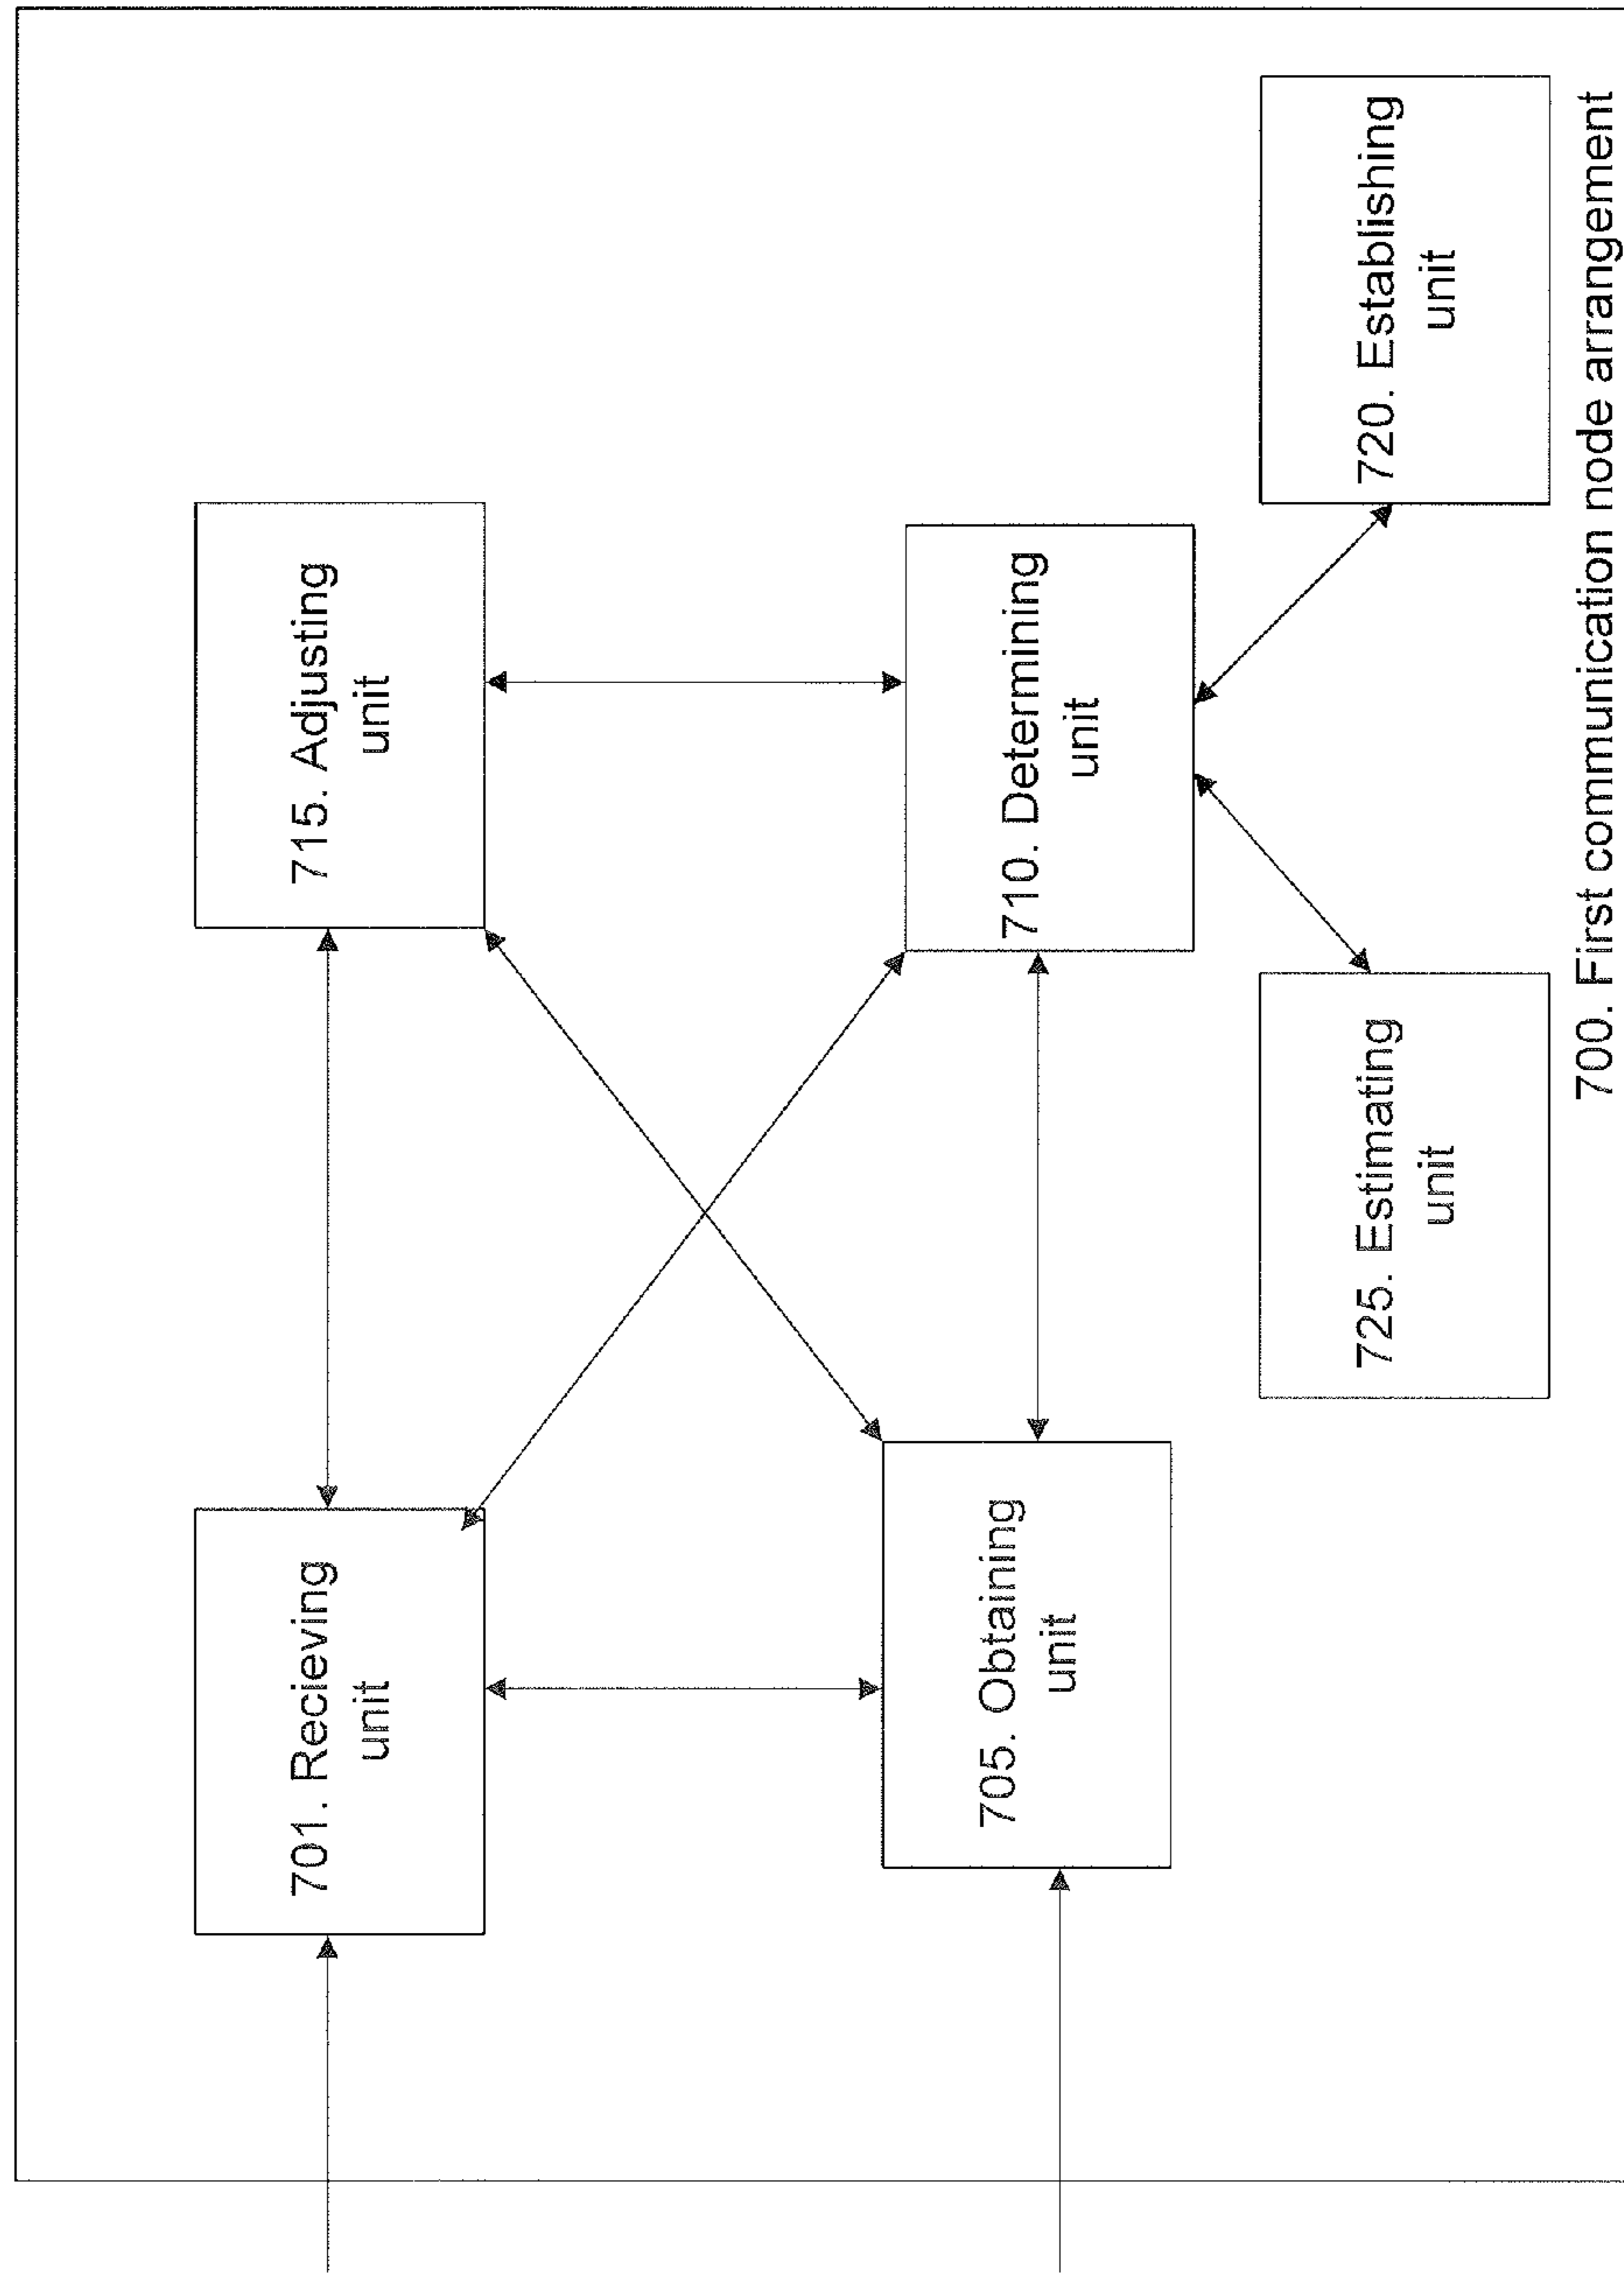 701. Recieving
unit
715. Adjusting
unit
705. Obtaining
unit
710. Determining
unit
725. Estimating
unit
720. Establishing
unit
700. First communication node arrangement